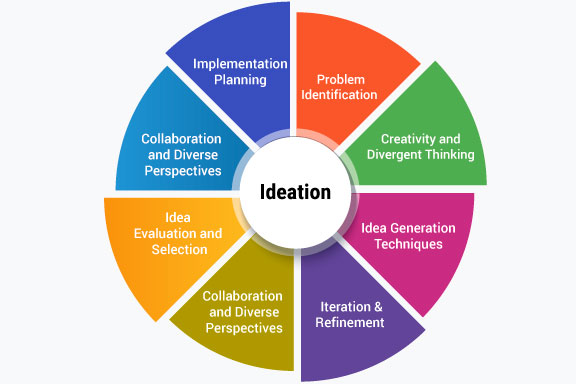 Implementation
Planning
Problem
Identification
Creativity and
Divergent Thinking
Idea Generation
Techniques
Iteration &
Refinement
Collaboration
and Diverse
Perspectives
Idea
Evaluation and
Selection
Collaboration
and Diverse
Perspectives
Ideation